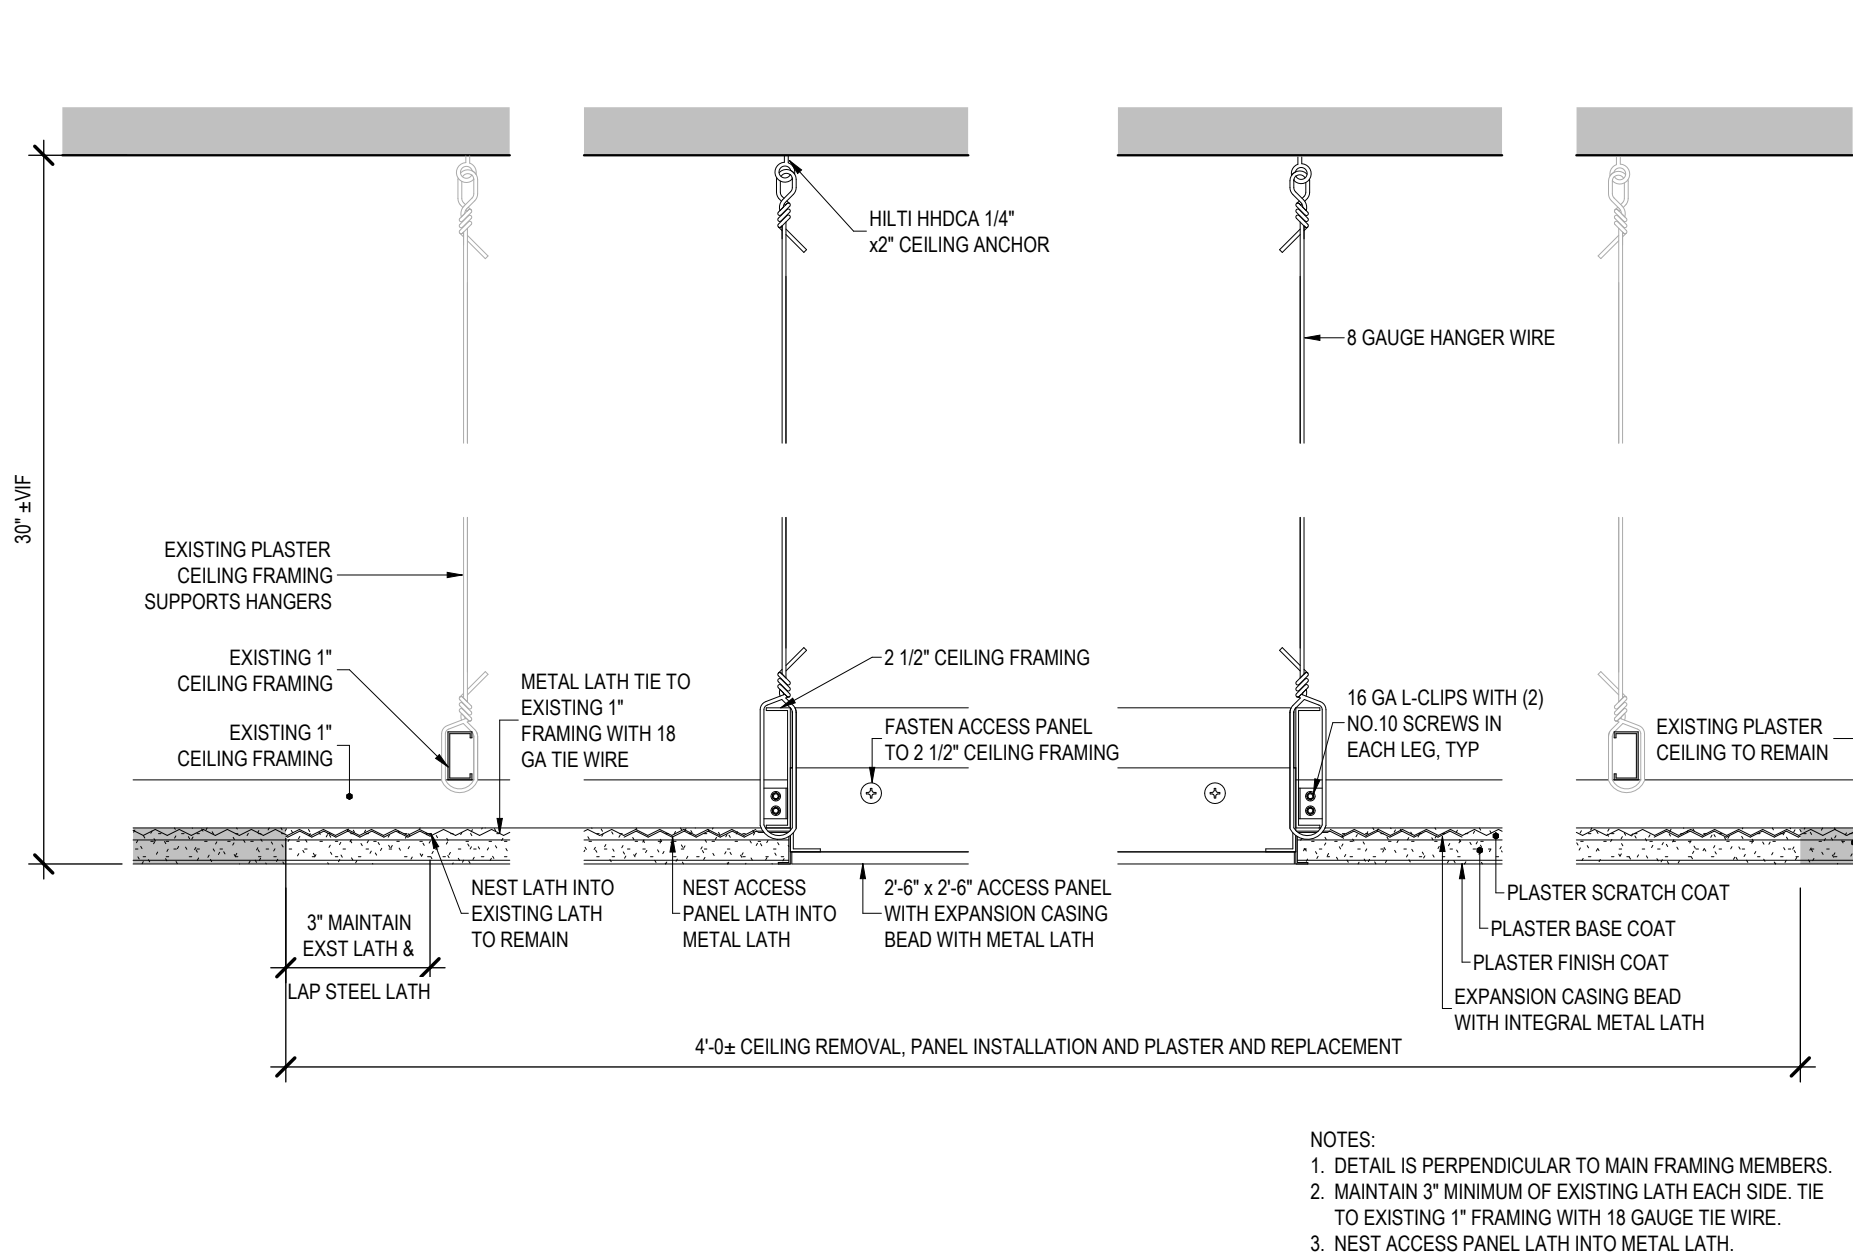 HILTI HHDCA 1/4"
x2" CEILING ANCHOR
8 GAUGE HANGER WIRE
30" ±VIF
EXISTING PLASTER
CEILING FRAMING
SUPPORTS HANGERS
EXISTING 1"
CEILING FRAMING
EXISTING 1"
CEILING FRAMING
METAL LATH TIE TO
EXISTING 1"
FRAMING WITH 18
GA TIE WIRE
2 1/2" CEILING FRAMING
FASTEN ACCESS PANEL
TO 2 1/2" CEILING FRAMING
16 GA L-CLIPS WITH (2)
NO.10 SCREWS IN
EACH LEG, TYP
EXISTING PLASTER
CEILING TO REMAIN
3" MAINTAIN
EXST LATH &
LAP STEEL LATH
NEST LATH INTO
EXISTING LATH
TO REMAIN
NEST ACCESS
PANEL LATH INTO
METAL LATH
2'-6" x 2'-6" ACCESS PANEL
WITH EXPANSION CASING
BEAD WITH METAL LATH
PLASTER SCRATCH COAT
PLASTER BASE COAT
PLASTER FINISH COAT
EXPANSION CASING BEAD
WITH INTEGRAL METAL LATH
4'-0± CEILING REMOVAL, PANEL INSTALLATION AND PLASTER AND REPLACEMENT
NOTES:
1. DETAIL IS PERPENDICULAR TO MAIN FRAMING MEMBERS.
2. MAINTAIN 3" MINIMUM OF EXISTING LATH EACH SIDE. TIE
TO EXISTING 1" FRAMING WITH 18 GAUGE TIE WIRE.
3. NEST ACCESS PANEL LATH INTO METAL LATH.